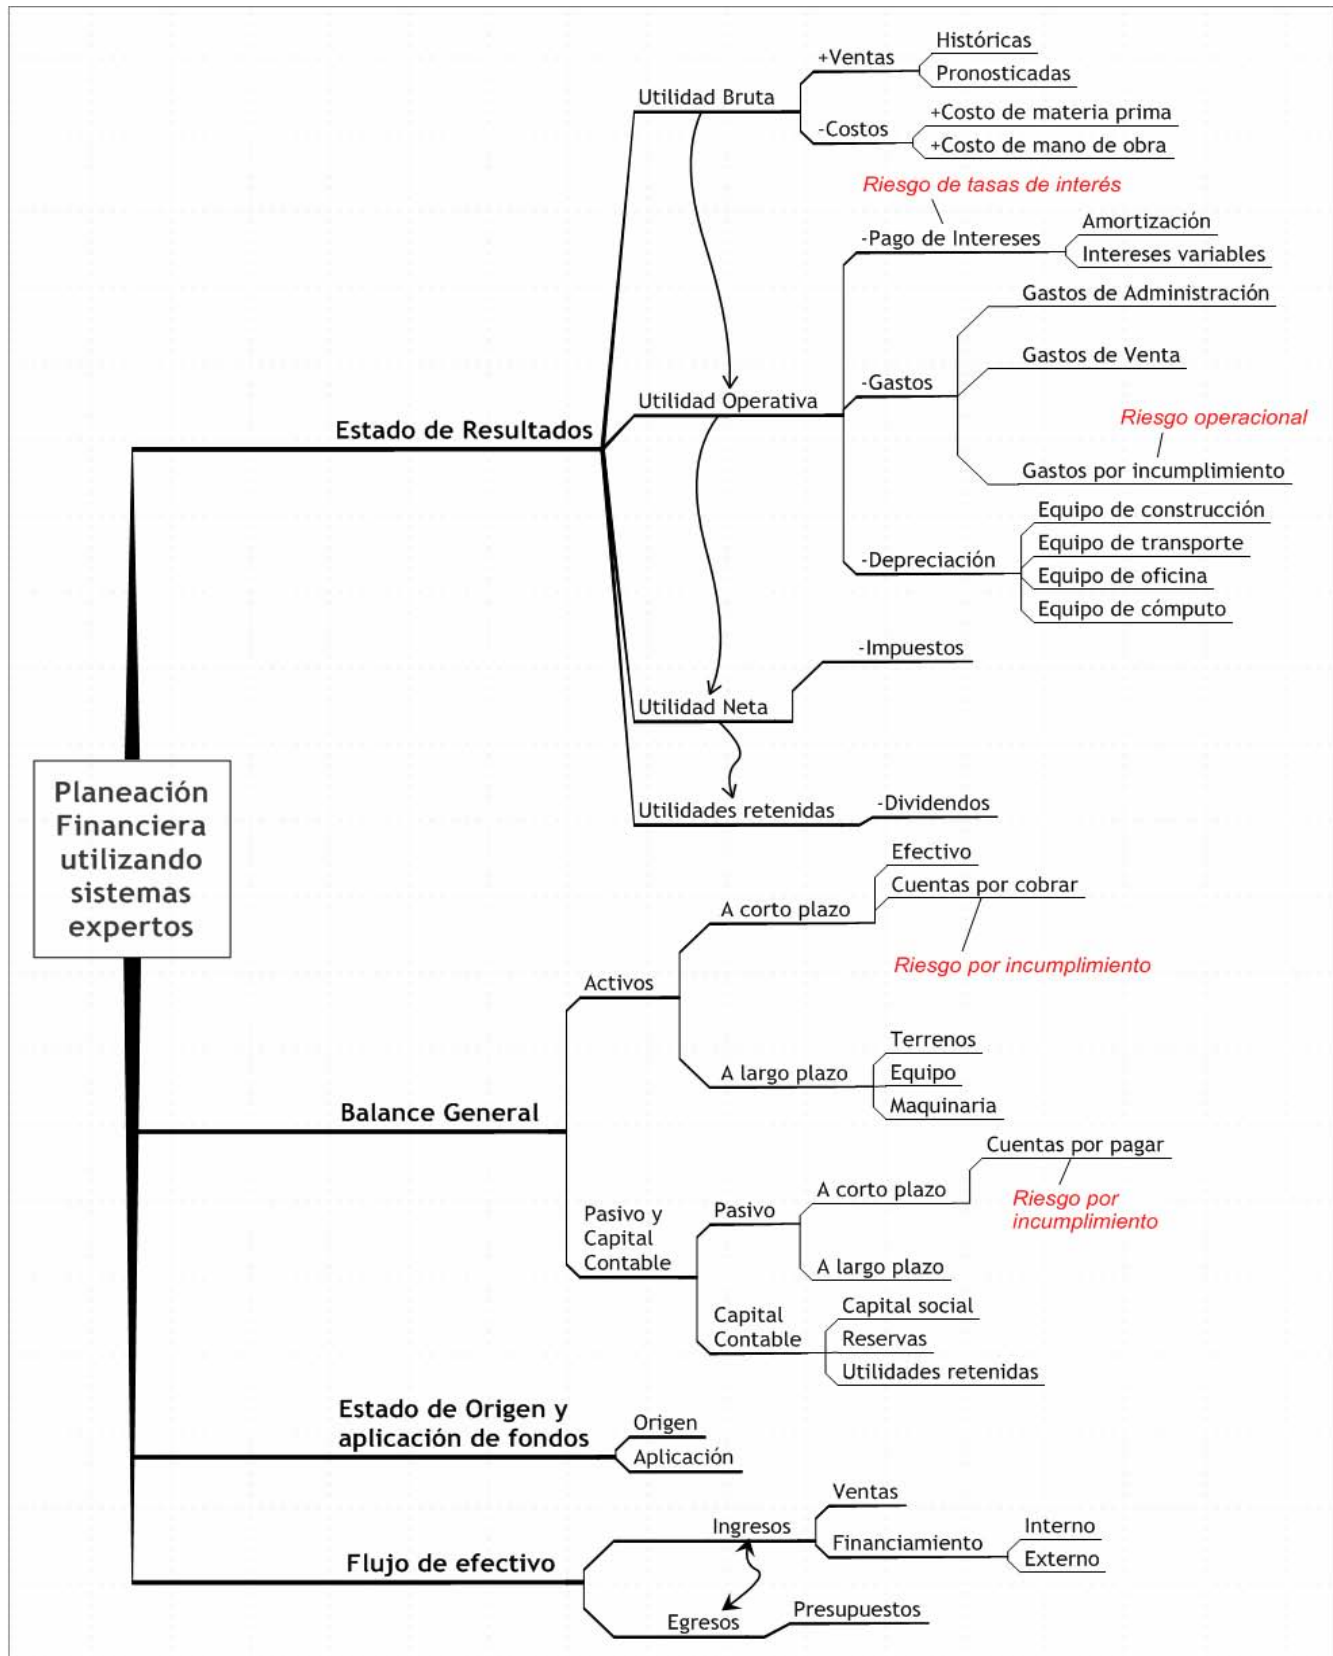 Planeación
Financiera
utilizando
sistemas
expertos
Estado de Resultados
Utilidad Bruta
+Ventas
Históricas
Pronosticadas
-Costos
+Costo de materia prima
+Costo de mano de obra
Utilidad Operativa
Riesgo de tasas de interés
-Pago de Intereses
Amortización
Intereses variables
-Gastos
Gastos de Administración
Gastos de Venta
Riesgo operacional
Gastos por incumplimiento
-Depreciación
Equipo de construcción
Equipo de transporte
Equipo de oficina
Equipo de cómputo
Utilidad Neta
-Impuestos
Utilidades retenidas
-Dividendos
Balance General
Activos
A corto plazo
Efectivo
Cuentas por cobrar
Riesgo por incumplimiento
A largo plazo
Terrenos
Equipo
Maquinaria
Pasivo y
Capital
Contable
Pasivo
A corto plazo
Cuentas por pagar
Riesgo por
incumplimiento
A largo plazo
Capital
Contable
Capital social
Reservas
Utilidades retenidas
Estado de Origen y
aplicación de fondos
Origen
Aplicación
Flujo de efectivo
Ingresos
Ventas
Financiamiento
Interno
Externo
Egresos
Presupuestos